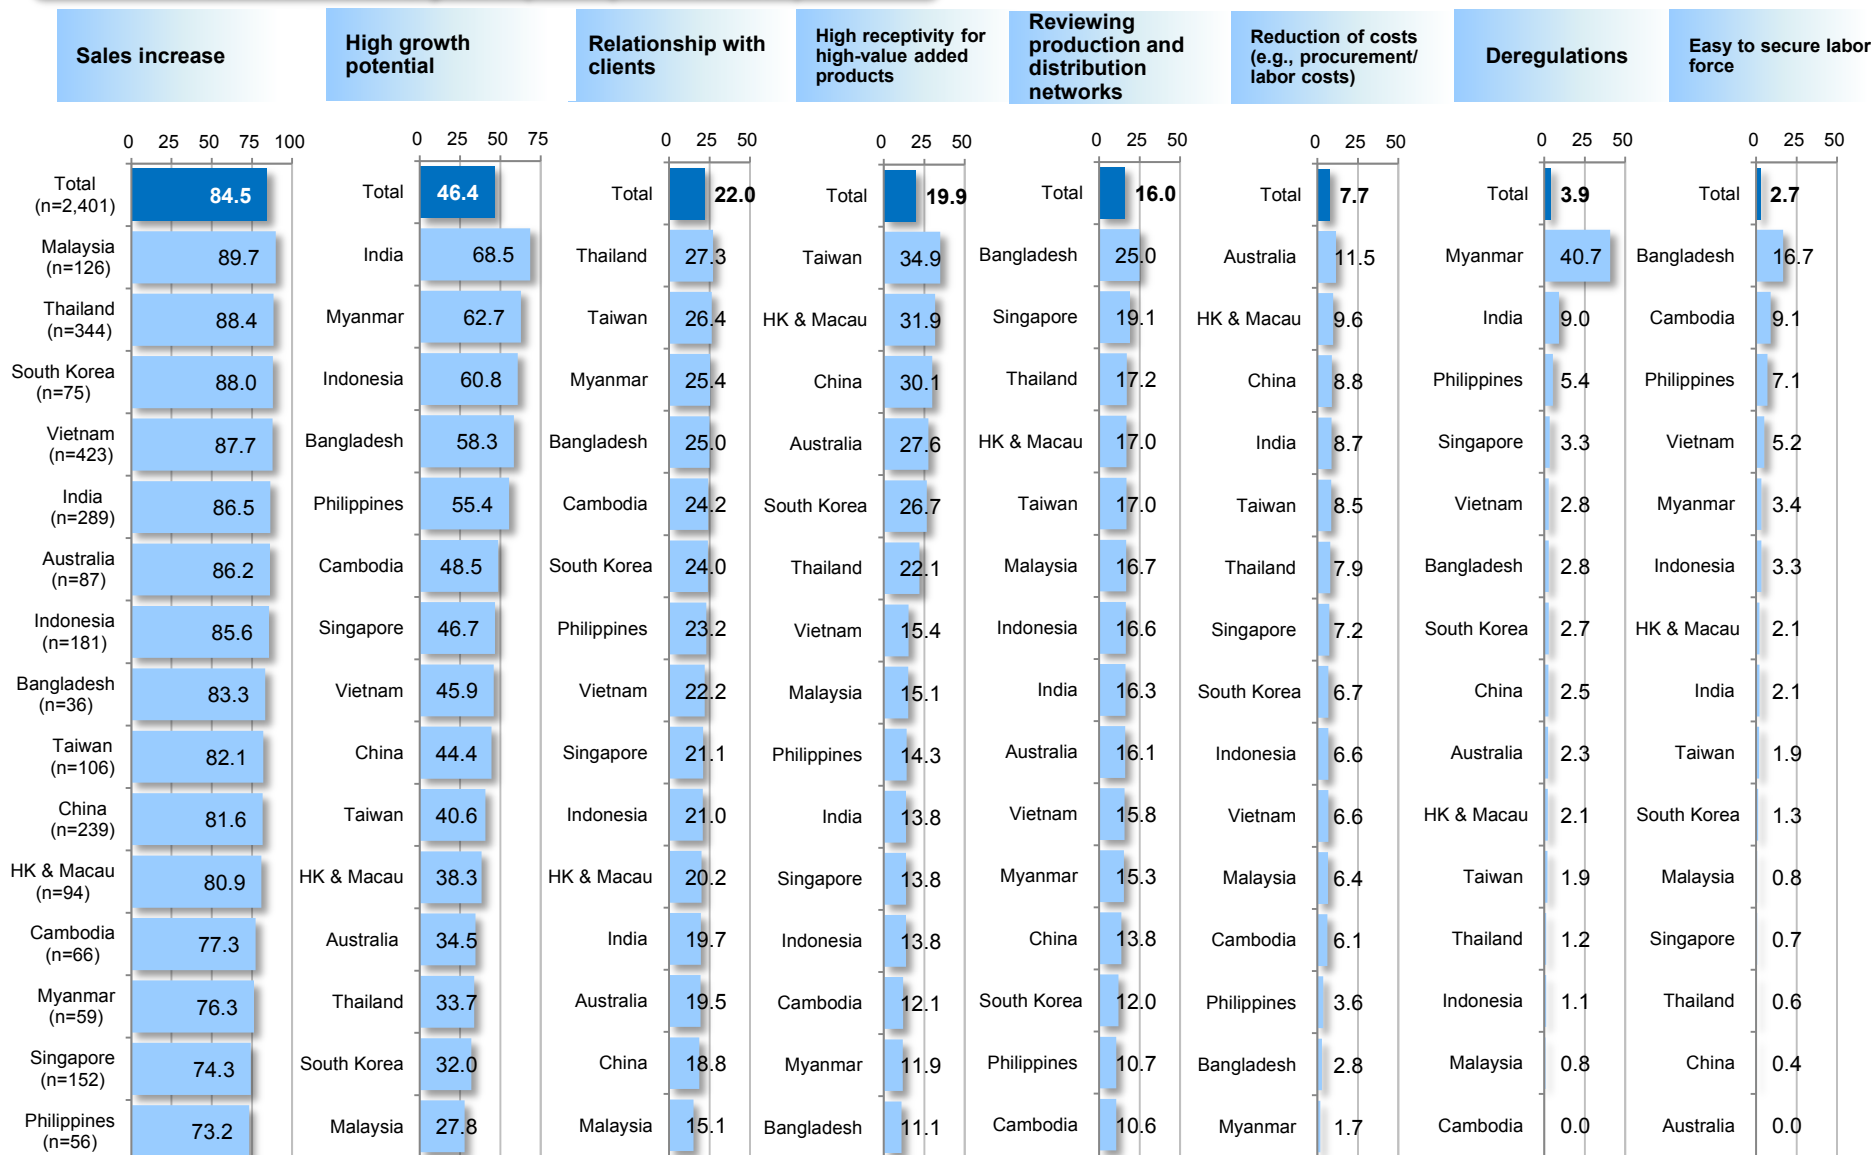 Sales increase
High growth
potential
Relationship with
clients
High receptivity for
high-value added
products
Reviewing
production and
distribution
networks
Reduction of costs
(e.g., procurement/
labor costs)
Deregulations
Easy to secure labor
force
0 25 50 75 100
0 25 50 75
0 25 50
0 25 50
0 25 50
0 25 50
0 25 50
0 25 50
Total
(n=2,401)
84.5
Malaysia
(n=126)
89.7
Thailand
(n=344)
88.4
South Korea
(n=75)
88.0
Vietnam
(n=423)
87.7
India
(n=289)
86.5
Australia
(n=87)
86.2
Indonesia
(n=181)
85.6
Bangladesh
(n=36)
83.3
Taiwan
(n=106)
82.1
China
(n=239)
81.6
HK & Macau
(n=94)
80.9
Cambodia
(n=66)
77.3
Myanmar
(n=59)
76.3
Singapore
(n=152)
74.3
Philippines
(n=56)
73.2
Total 46.4
India 68.5
Myanmar 62.7
Indonesia 60.8
Bangladesh 58.3
Philippines 55.4
Cambodia 48.5
Singapore 46.7
Vietnam 45.9
China 44.4
Taiwan 40.6
HK & Macau 38.3
Australia 34.5
Thailand 33.7
South Korea 32.0
Malaysia 27.8
Total 22.0
Thailand 27.3
Taiwan 26.4
Myanmar 25.4
Bangladesh 25.0
Cambodia 24.2
South Korea 24.0
Philippines 23.2
Vietnam 22.2
Singapore 21.1
Indonesia 21.0
HK & Macau 20.2
India 19.7
Australia 19.5
China 18.8
Malaysia 15.1
Total 19.9
Taiwan 34.9
HK & Macau 31.9
China 30.1
Australia 27.6
South Korea 26.7
Thailand 22.1
Vietnam 15.4
Malaysia 15.1
Philippines 14.3
India 13.8
Singapore 13.8
Indonesia 13.8
Cambodia 12.1
Myanmar 11.9
Bangladesh 11.1
Total 16.0
Bangladesh 25.0
Singapore 19.1
Thailand 17.2
HK & Macau 17.0
Taiwan 17.0
Malaysia 16.7
Indonesia 16.6
India 16.3
Australia 16.1
Vietnam 15.8
Myanmar 15.3
China 13.8
South Korea 12.0
Philippines 10.7
Cambodia 10.6
Total 7.7
Australia 11.5
HK & Macau 9.6
China 8.8
India 8.7
Taiwan 8.5
Thailand 7.9
Singapore 7.2
South Korea 6.7
Indonesia 6.6
Vietnam 6.6
Malaysia 6.4
Cambodia 6.1
Philippines 3.6
Bangladesh 2.8
Myanmar 1.7
Total 3.9
Myanmar 40.7
India 9.0
Philippines 5.4
Singapore 3.3
Vietnam 2.8
Bangladesh 2.8
South Korea 2.7
China 2.5
Australia 2.3
HK & Macau 2.1
Taiwan 1.9
Thailand 1.2
Indonesia 1.1
Malaysia 0.8
Cambodia 0.0
Total 2.7
Bangladesh 16.7
Cambodia 9.1
Philippines 7.1
Vietnam 5.2
Myanmar 3.4
Indonesia 3.3
HK & Macau 2.1
India 2.1
Taiwan 1.9
South Korea 1.3
Malaysia 0.8
Singapore 0.7
Thailand 0.6
China 0.4
Australia 0.0